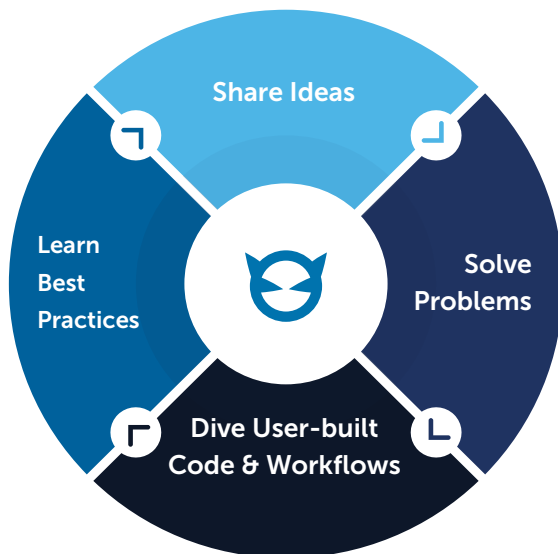 Share Ideas
Solve
Problems
Dive User-built
Code & Workflows
Learn
Best
Practices